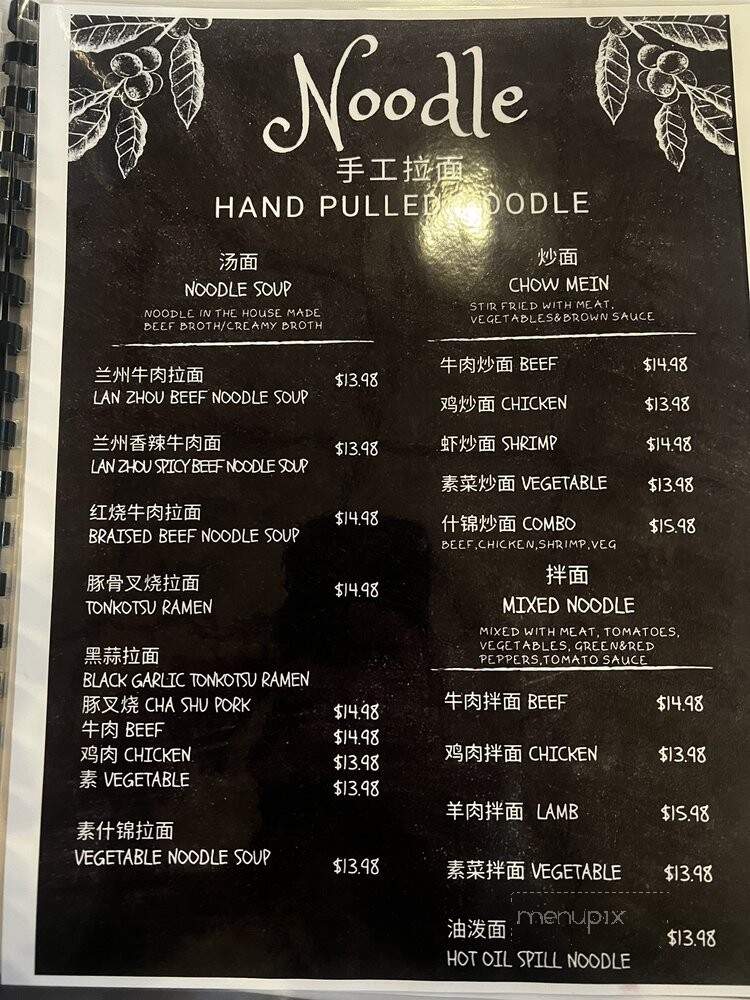 Noodle
手工拉面
HAND PULLED NOODLE
汤面
NOODLE SOUP
NOODLE IN THE HOUSE MADE
BEEF BROTH/CREAMY BROTH
兰州牛肉拉面
LAN ZHOU BEEF NOODLE SOUP $13.98
兰州香辣牛肉面
LAN ZHOU SPICY BEEF NOODLE SOUP $13.98
红烧牛肉拉面
BRAISED BEEF NOODLE SOUP $14.98
豚骨叉烧拉面
TONKOTSU RAMEN $14.98
黑蒜拉面
BLACK GARLIC TONKOTSU RAMEN
豚叉烧 CHA SHU PORK $14.98
牛肉 BEEF $14.98
鸡肉 CHICKEN $13.98
素 VEGETABLE $13.98
素什锦拉面
VEGETABLE NOODLE SOUP $13.98
炒面
CHOW MEIN
STIR FRIED WITH MEAT,
VEGETABLES&BROWN SAUCE
牛肉炒面 BEEF $14.98
鸡炒面 CHICKEN $13.98
虾炒面 SHRIMP $14.98
素菜炒面 VEGETABLE $13.98
什锦炒面 COMBO $15.98
BEEF,CHICKEN,SHRIMP,VEG
拌面
MIXED NOODLE
MIXED WITH MEAT, TOMATOES,
VEGETABLES, GREEN&RED
PEPPERS,TOMATO SAUCE
牛肉拌面 BEEF $14.98
鸡肉拌面 CHICKEN $13.98
羊肉拌面 LAMB $15.98
素菜拌面 VEGETABLE $13.98
油泼面
HOT OIL SPILL NOODLE $13.98
menupix